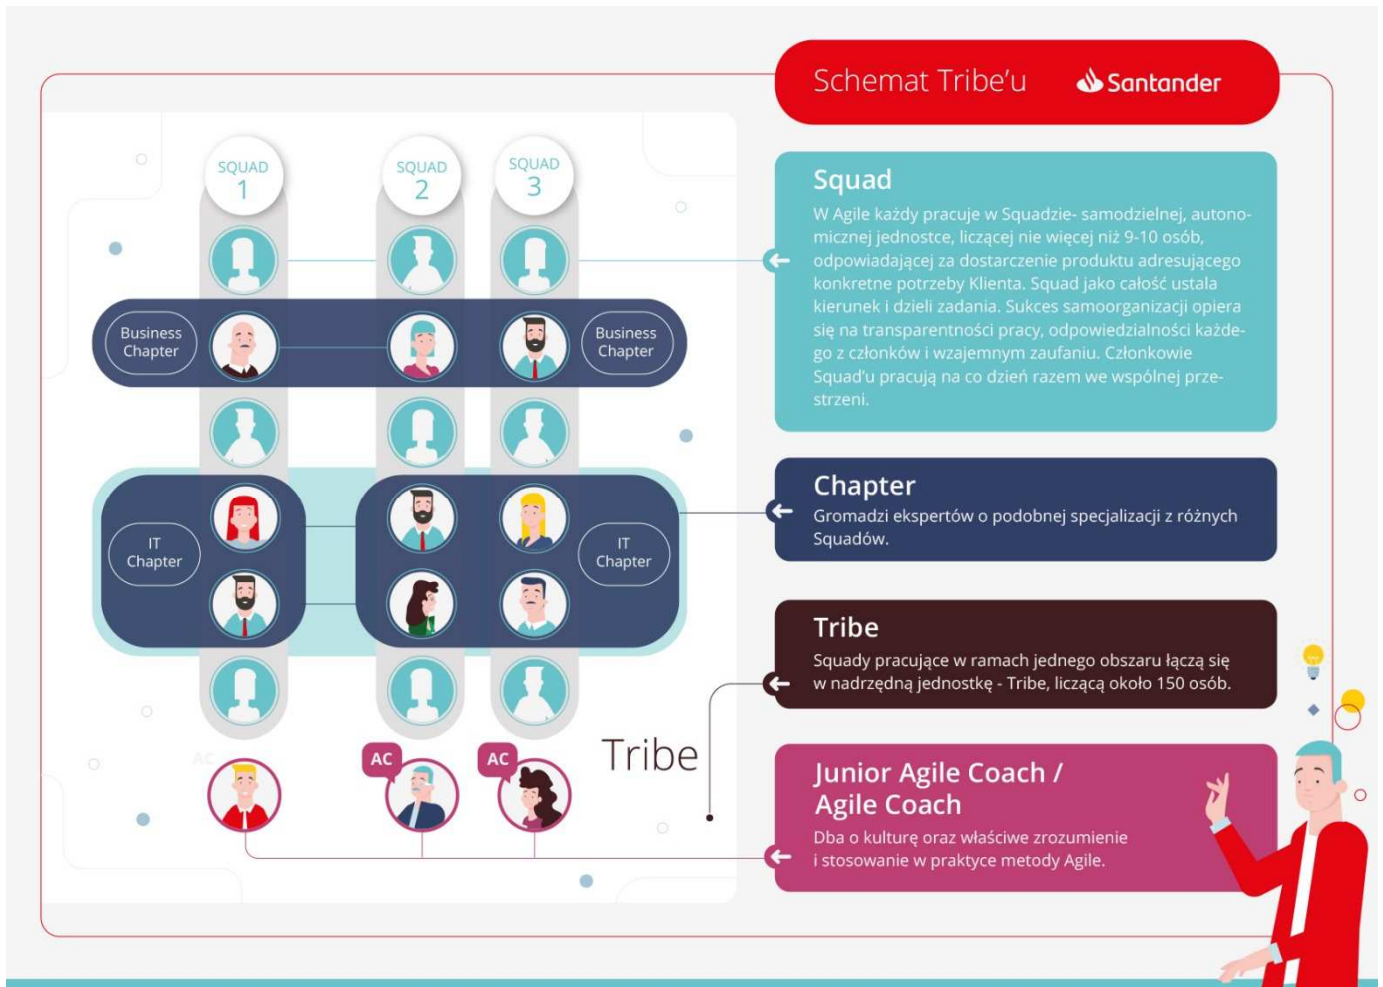 Schemat Tribe'u
Santander
SQUAD
1
SQUAD
2
SQUAD
3
Business
Chapter
Business
Chapter
IT
Chapter
IT
Chapter
AC
AC
AC
Tribe
Squad
W Agile każdy pracuje w Squadzie- samodzielnej, autono-
micznej jednostce, liczącej nie więcej niż 9-10 osób,
odpowiadającej za dostarczenie produktu adresującego
konkretne potrzeby Klienta. Squad jako całość ustala
kierunek i dzieli zadania. Sukces samoorganizacji opiera
się na transparentności pracy, odpowiedzialności każde-
go z członków i wzajemnym zaufaniu. Członkowie
Squad'u pracują na co dzień razem we wspólnej prze-
strzeni.
Chapter
Gromadzi ekspertów o podobnej specjalizacji z różnych
Squadów.
Tribe
Squady pracujące w ramach jednego obszaru łączą się
w nadrzędną jednostkę - Tribe, liczącą około 150 osób.
Junior Agile Coach /
Agile Coach
Dba o kulturę oraz właściwe zrozumienie
i stosowanie w praktyce metody Agile.